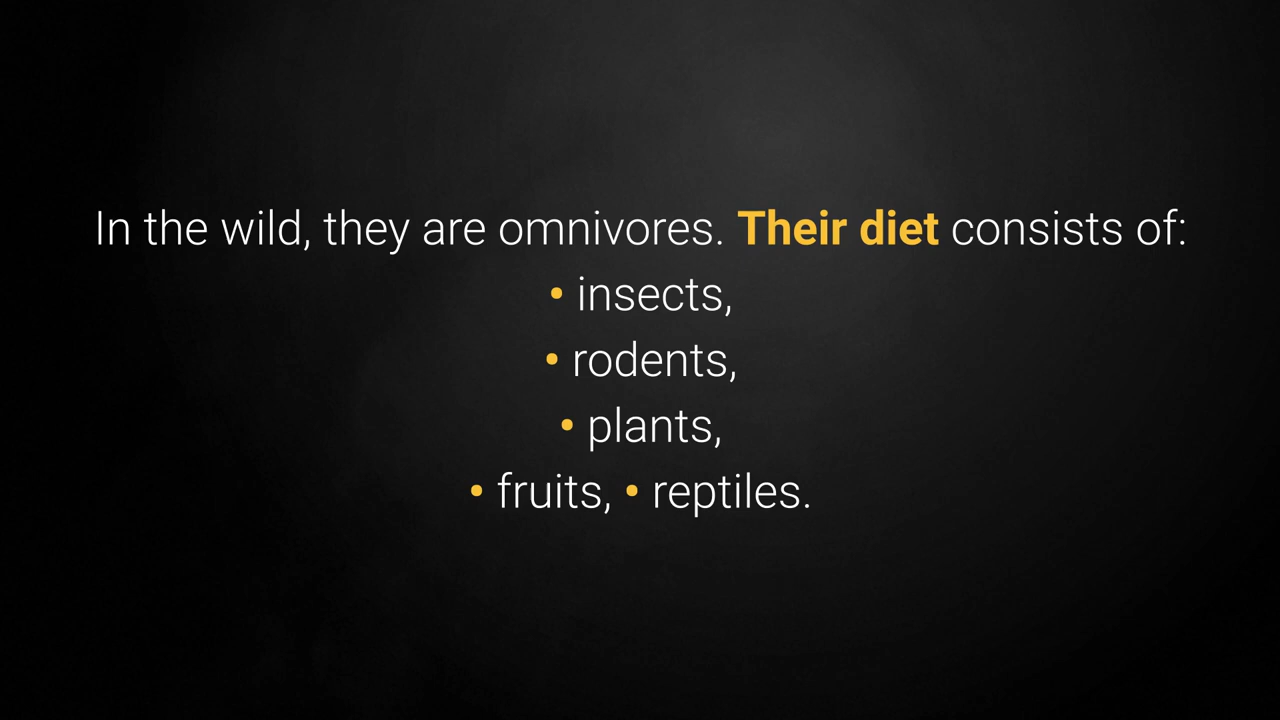 In the wild, they are omnivores. Their diet consists of:
• insects,
• rodents,
• plants,
• fruits, • reptiles.